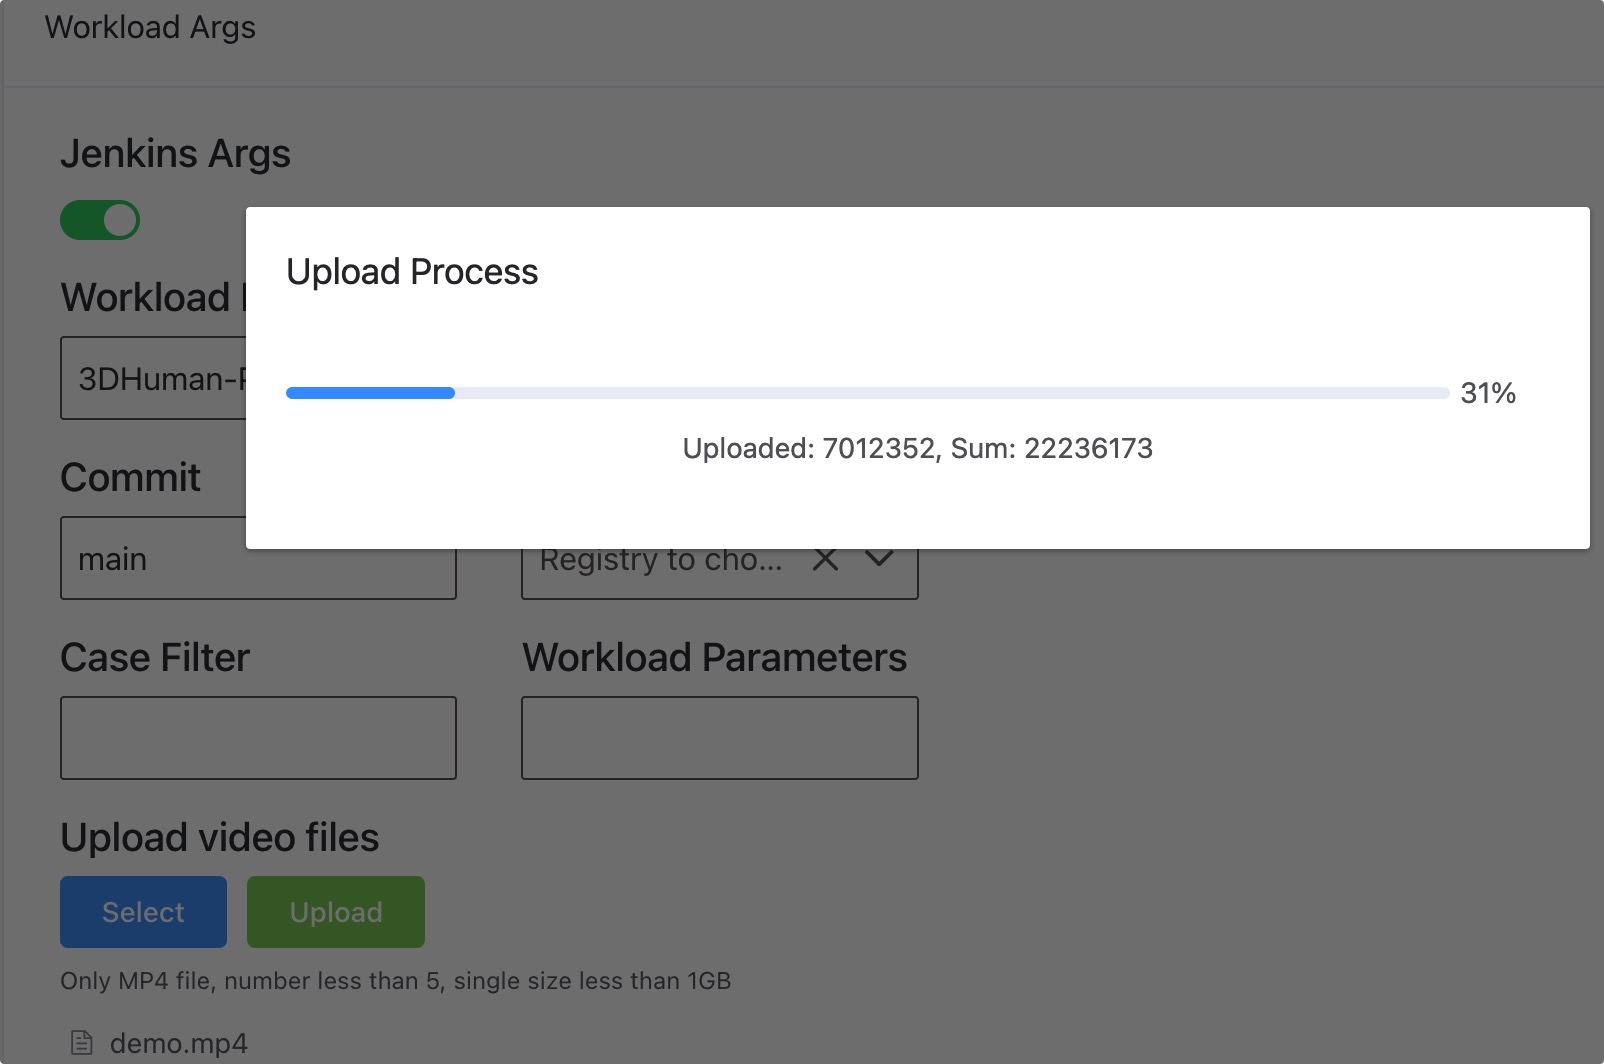 Workload Args
Jenkins Args
Upload Process
Workload
3DHuman-
31%
Uploaded: 7012352, Sum: 22236173
Commit
main
Registry to cho...
Case Filter
Workload Parameters
Upload video files
Select
Upload
Only MP4 file, number less than 5, single size less than 1GB
demo.mp4